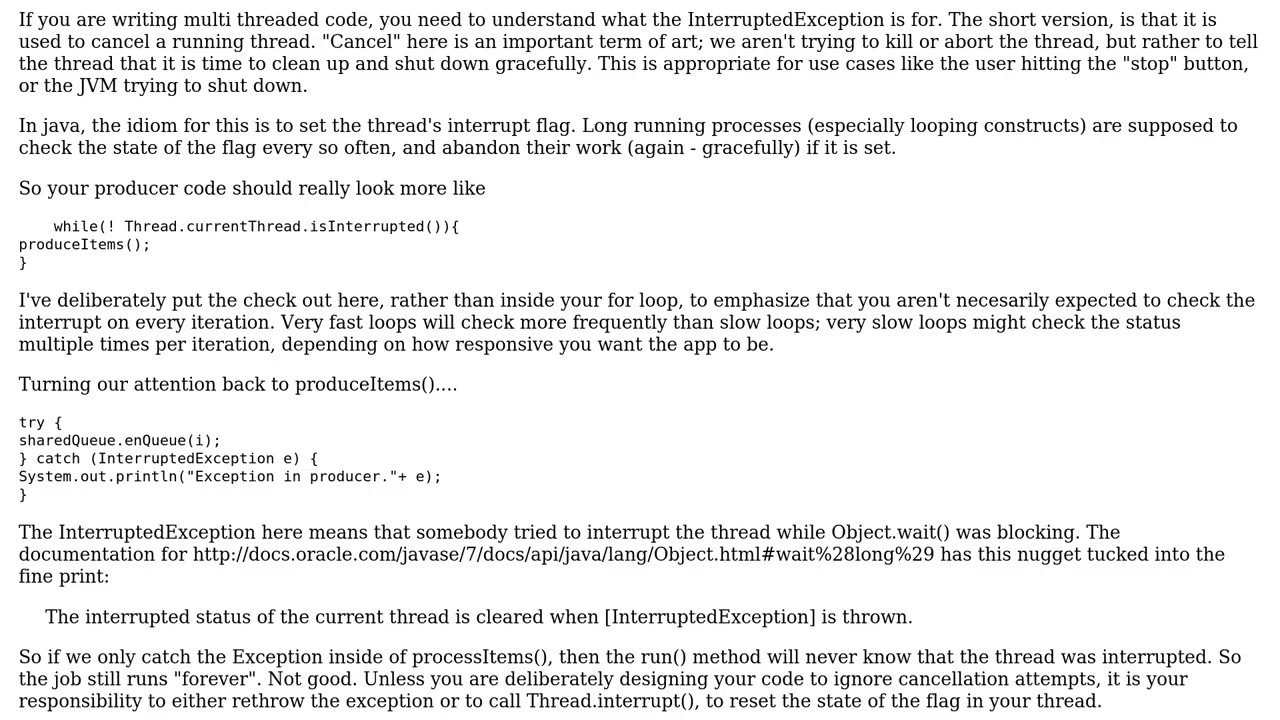 If you are writing multi threaded code, you need to understand what the InterruptedException is for. The short version, is that it is
used to cancel a running thread. "Cancel" here is an important term of art; we aren't trying to kill or abort the thread, but rather to tell
the thread that it is time to clean up and shut down gracefully. This is appropriate for use cases like the user hitting the "stop" button,
or the JVM trying to shut down.
In java, the idiom for this is to set the thread's interrupt flag. Long running processes (especially looping constructs) are supposed to
check the state of the flag every so often, and abandon their work (again - gracefully) if it is set.
So your producer code should really look more like
while(! Thread.currentThread.isInterrupted()){
produceItems();
}
I've deliberately put the check out here, rather than inside your for loop, to emphasize that you aren't necesarily expected to check the
interrupt on every iteration. Very fast loops will check more frequently than slow loops; very slow loops might check the status
multiple times per iteration, depending on how responsive you want the app to be.
Turning our attention back to produceItems()....
try {
sharedQueue.enQueue(i);
} catch (InterruptedException e) {
System.out.println("Exception in producer."+ e);
}
The InterruptedException here means that somebody tried to interrupt the thread while Object.wait() was blocking. The
documentation for http://docs.oracle.com/javase/7/docs/api/java/lang/Object.html#wait%28long%29 has this nugget tucked into the
fine print:
The interrupted status of the current thread is cleared when [InterruptedException] is thrown.
So if we only catch the Exception inside of processItems(), then the run() method will never know that the thread was interrupted. So
the job still runs "forever". Not good. Unless you are deliberately designing your code to ignore cancellation attempts, it is your
responsibility to either rethrow the exception or to call Thread.interrupt(), to reset the state of the flag in your thread.